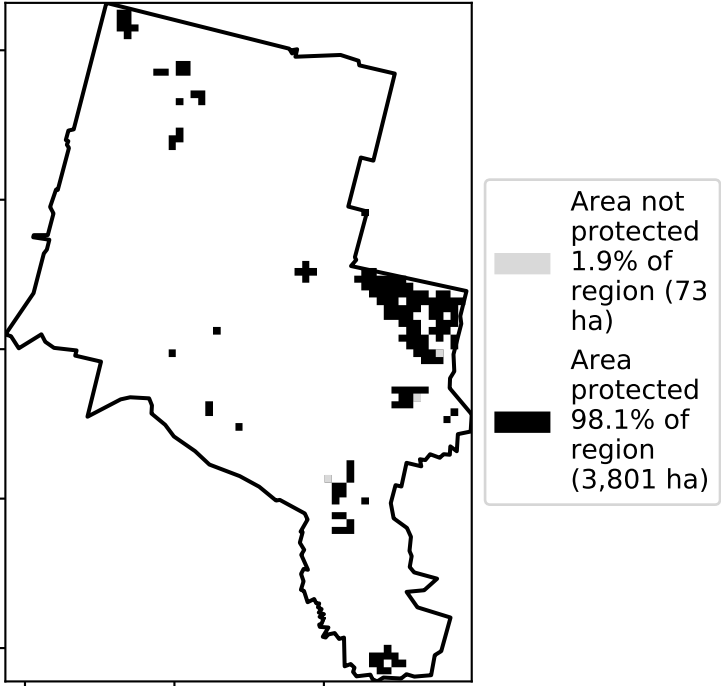 Area not
protected
1.9% of
region (73
ha)
Area
protected
98.1% of
region
(3,801 ha)